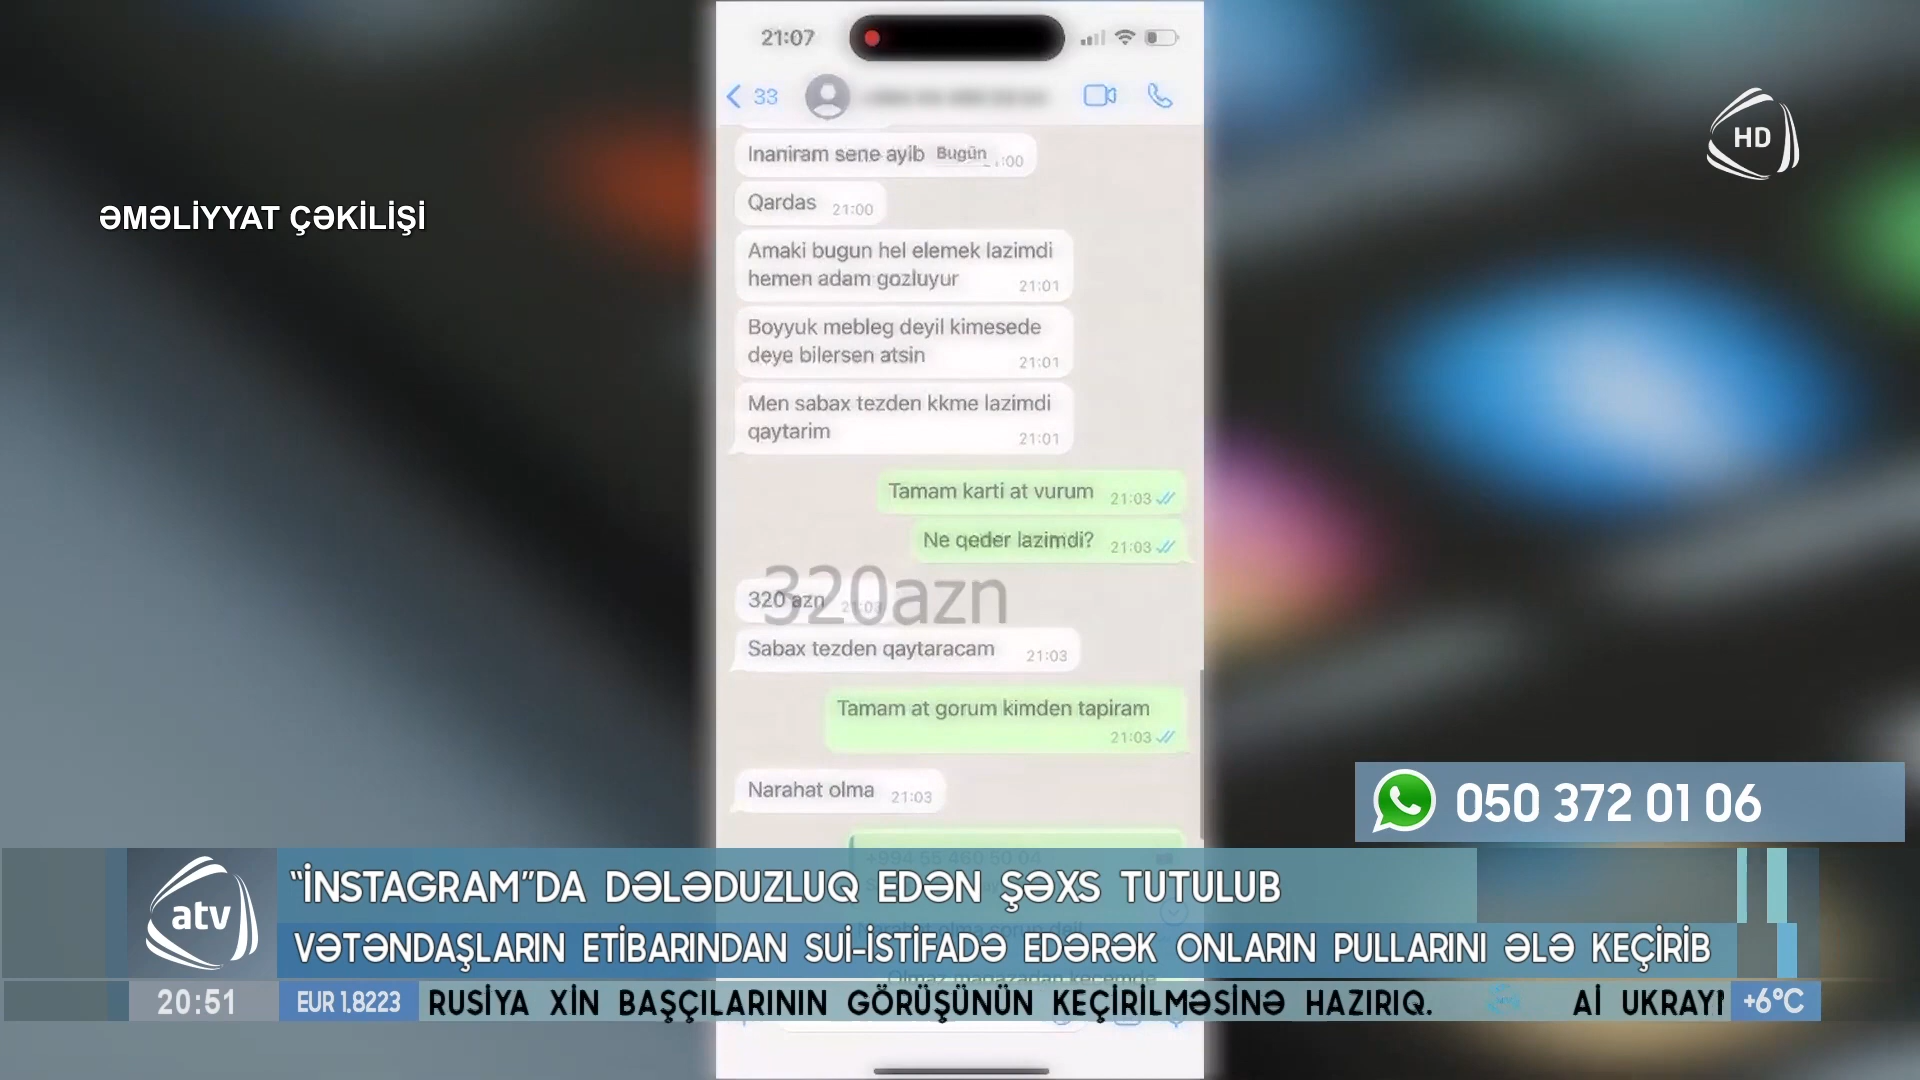 21:07
33
HD
Inaniram sene ayib
Bugün
Qardas 21:00
ƏMƏLİYYAT ÇƏKİLİŞİ
Amaki bugun hel elemek lazimdi
hemen adam gozluyur 21:01
Boyyuk mebleg deyil kimesede
deye bilersen atsin 21:01
Men sabax tezden kkme lazimdi
qaytarim 21:01
Tamam karti at vurum 21:03
Ne qeder lazimdi? 21:03
320 azn 21:03
320azn
Sabax tezden qaytaracam 21:03
Tamam at gorum kimden tapiram
21:03
Narahat olma 21:03
050 372 01 06
atv
“İNSTAGRAM”DA DƏLƏDUZLUQ EDƏN ŞƏXS TUTULUB
VƏTƏNDAŞLARIN ETİBARINDAN SUİ-İSTİFADƏ EDƏRƏK ONLARIN PULLARINI ƏLƏ KEÇİRİB
20:51
EUR 1,8223
RUSİYA XİN BAŞÇILARININ GÖRÜŞÜNÜN KEÇİRİLMƏSİNƏ HAZIRIQ.
Aİ
+6°C